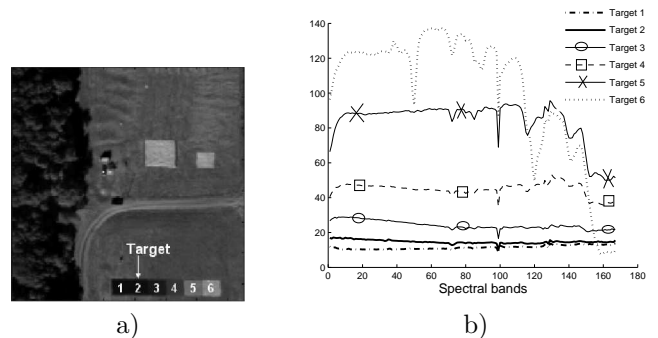 Target
1 2 3 4 5 6
a)
140
120
100
80
60
40
20
0
0 20 40 60 80 100 120 140 160 180
Spectral bands
Target 1
Target 2
Target 3
Target 4
Target 5
Target 6
b)